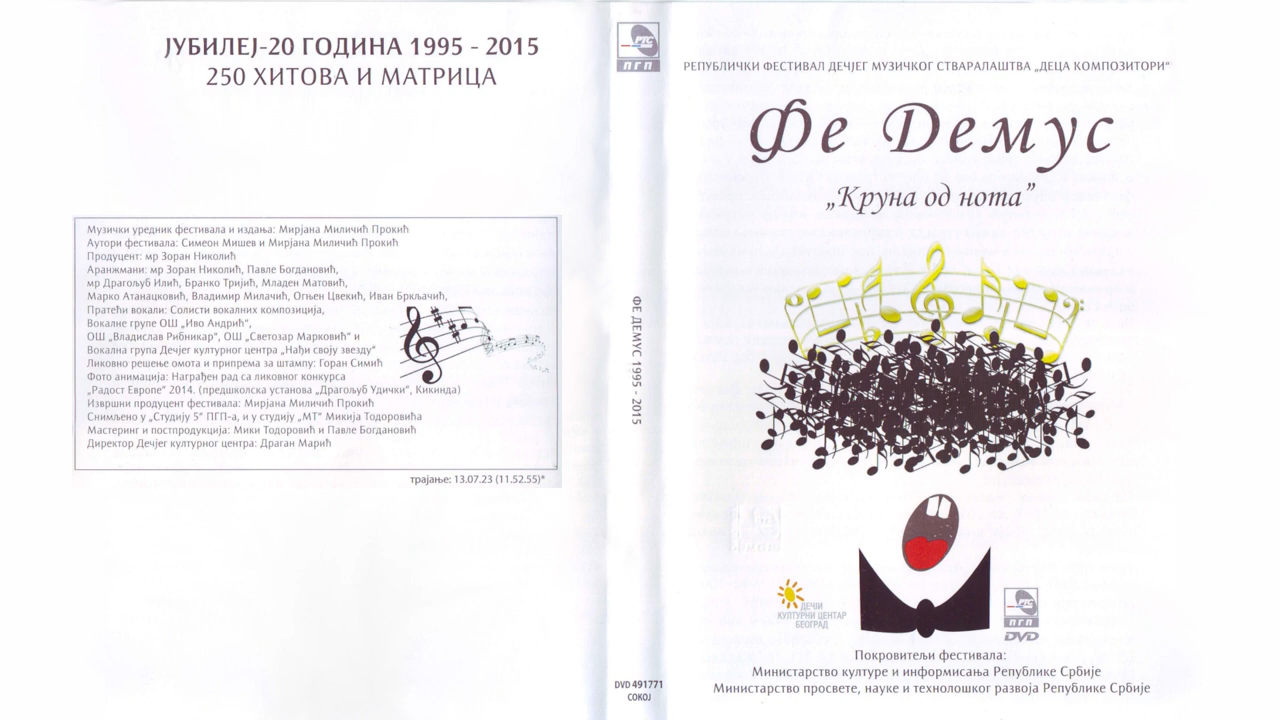 ЈУБИЛЕЈ-20 ГОДИНА 1995 - 2015
250 ХИТОВА И МАТРИЦА
Музички уредник фестивала и издања: Мирјана Миличић Прокић
Аутори фестивала: Симеон Мишев и Мирјана Миличић Прокић
Продуцент: мр Зоран Николић
Аранжмани: мр Зоран Николић, Павле Богдановић,
мр Драгољуб Илић, Бранко Тријић, Младен Матовић,
Марко Атанацковић, Владимир Милачић, Огњен Цвекић, Иван Бркљачић,
Пратећи вокали: Солисти вокалних композиција,
Вокалне групе ОШ „Иво Андрић“,
ОШ „Владислав Рибникар“, ОШ „Светозар Марковић“ и
Вокална група Дечјег културног центра „Нађи своју звезду“
Ликовно решење омота и припрема за штампу: Горан Симић
Фото анимација: Награђен рад са ликовног конкурса
„Радост Европе“ 2014. (предшколска установа „Драгољуб Удички“, Кикинда)
Извршни продуцент фестивала: Мирјана Миличић Прокић
Снимљено у „Студију 5“ ПГП-а, и у студију „МТ“ Микија Тодоровића
Мастеринг и постпродукција: Мики Тодоровић и Павле Богдановић
Директор Дечјег културног центра: Драган Марић
трајање: 13.07.23 (11.52.55)*
РТС
ПГП
ФЕ ДЕМУС 1995 - 2015
DVD 491771
СОКОЈ
РЕПУБЛИЧКИ ФЕСТИВАЛ ДЕЧЈЕГ МУЗИЧКОГ СТВАРАЛАШТВА „ДЕЦА КОМПОЗИТОРИ“
Фе Демус
„Круна од нота”
ДЕЧЈИ
КУЛТУРНИ ЦЕНТАР
БЕОГРАД
РТС
ПГП
DVD
Покровитељи фестивала:
Министарство културе и информисања Републике Србије
Министарство просвете, науке и технолошког развоја Републике Србије